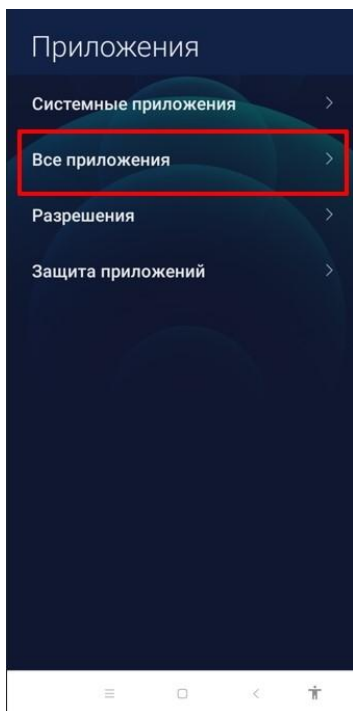 Приложения
Системные приложения
Все приложения
Разрешения
Защита приложений